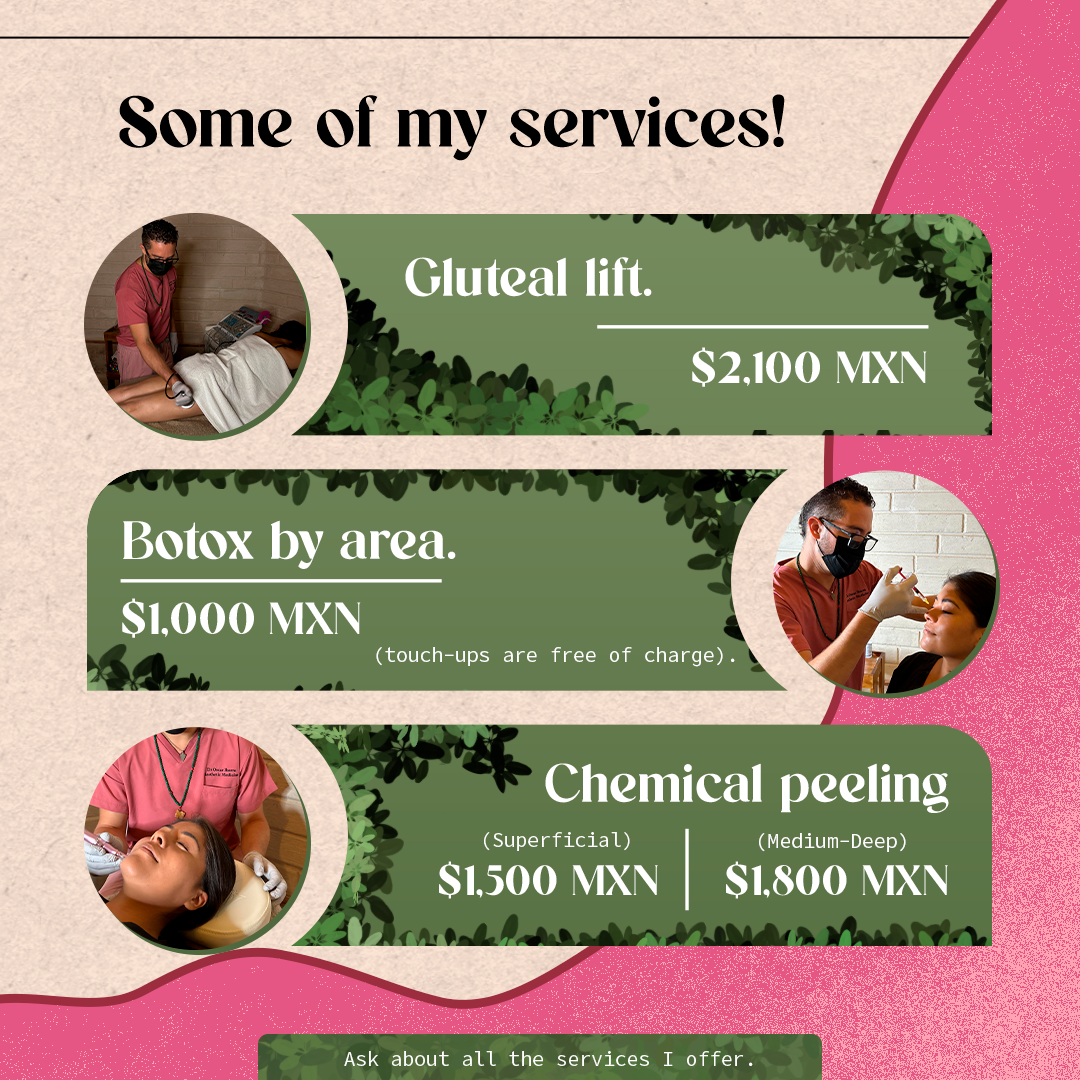 Some of my services!
Gluteal lift.
$2,100 MXN
Botox by area.
$1,000 MXN
(touch-ups are free of charge).
Chemical peeling
(Superficial)
$1,500 MXN
(Medium-Deep)
$1,800 MXN
Ask about all the services I offer.